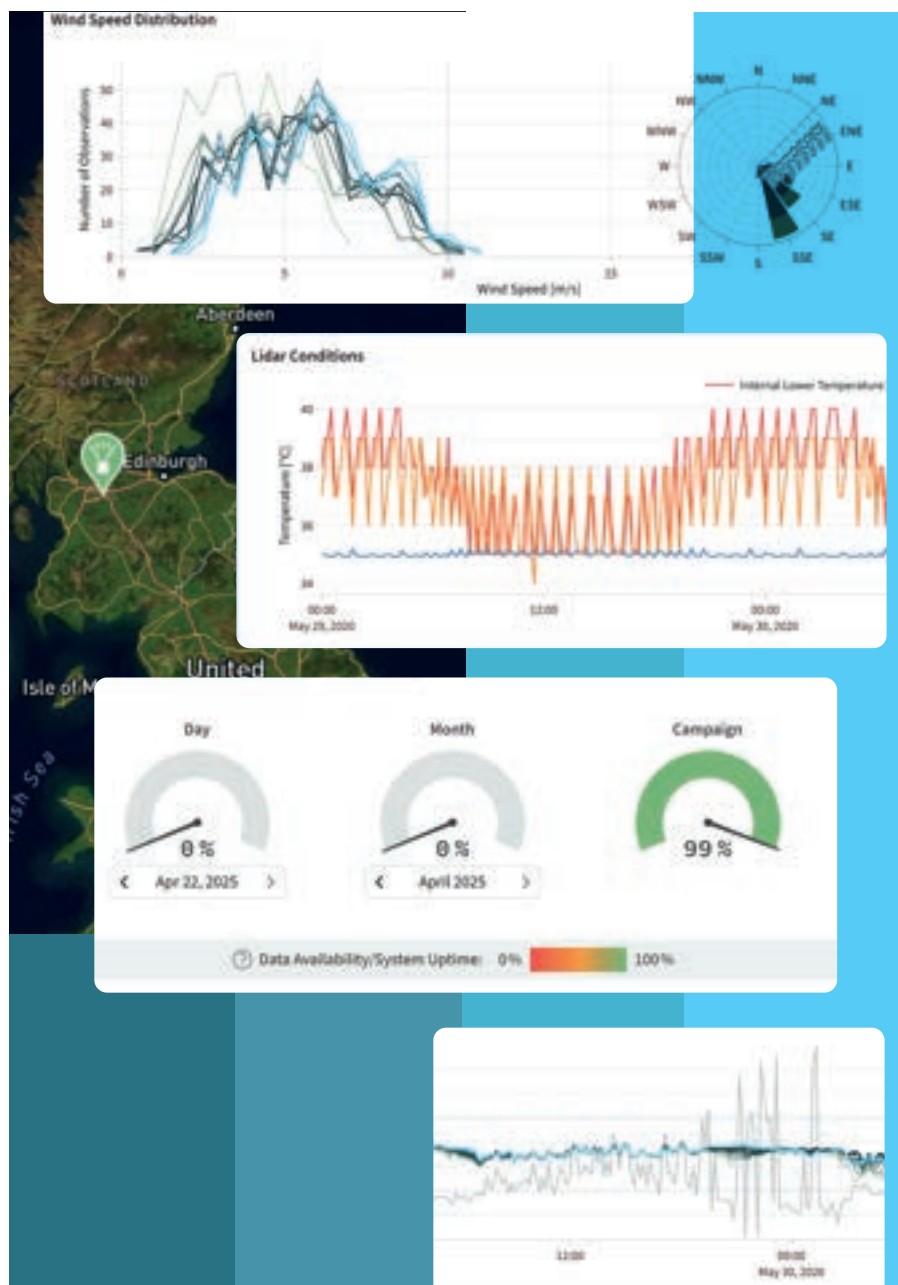 Wind Speed Distribution
Number of Observations
50
40
30
20
10
0
0
5
10
15
Wind Speed [m/s]
N
NNE
NE
ENE
E
ESE
SE
SSE
S
SSW
SW
WSW
W
WNW
NW
NNW
Aberdeen
SCOTLAND
Edinburgh
United
Isle of M
rish Sea
Lidar Conditions
Internal Lower Temperature
Temperature [°C]
40
38
36
34
00:00
May 29, 2020
12:00
00:00
May 30, 2020
Day
Month
Campaign
0 %
0 %
99 %
< Apr 22, 2025 >
< April 2025 >
? Data Availability/System Uptime: 0 % 100 %
12:00
00:00
May 30, 2020